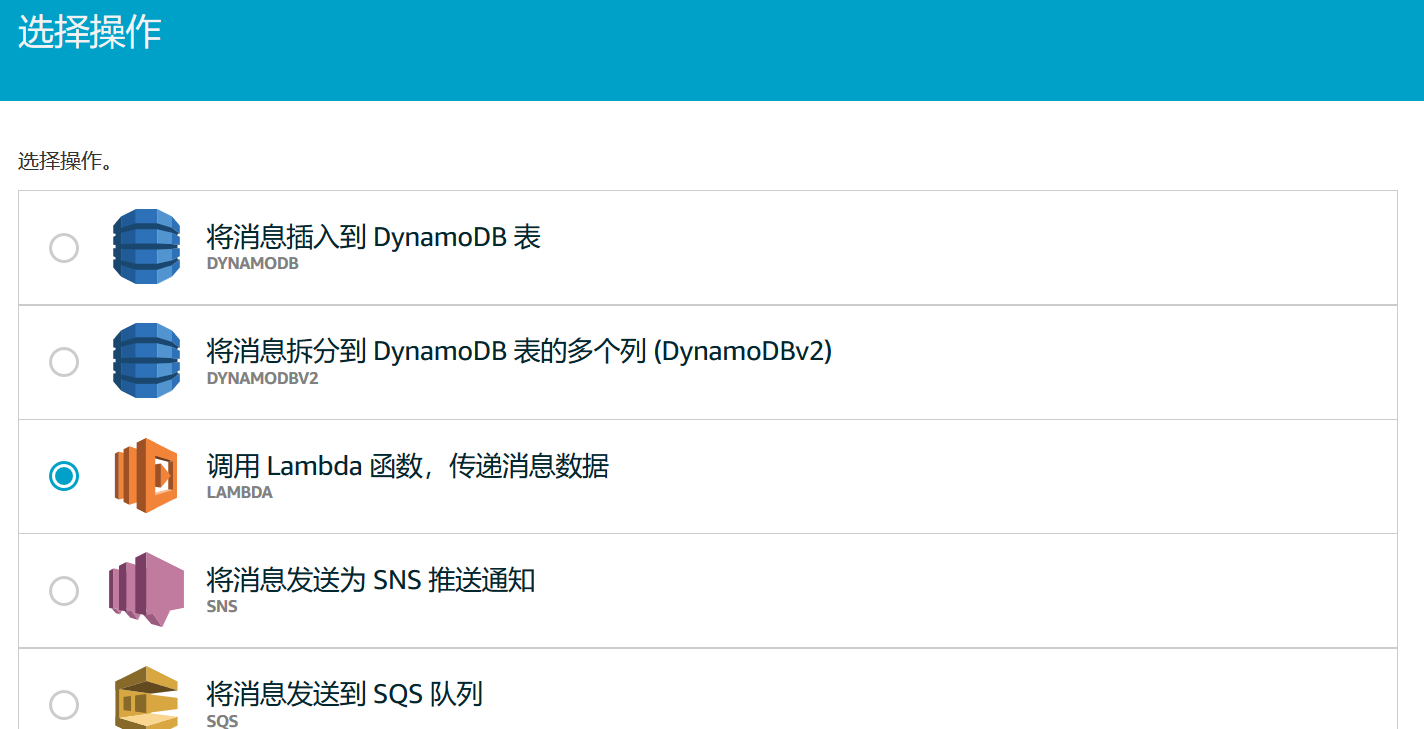 选择操作
选择操作。
将消息插入到 DynamoDB 表
DYNAMODB
将消息拆分到 DynamoDB 表的多个列 (DynamoDBv2)
DYNAMODBV2
调用 Lambda 函数，传递消息数据
LAMBDA
将消息发送为 SNS 推送通知
SNS
将消息发送到 SQS 队列
SQS